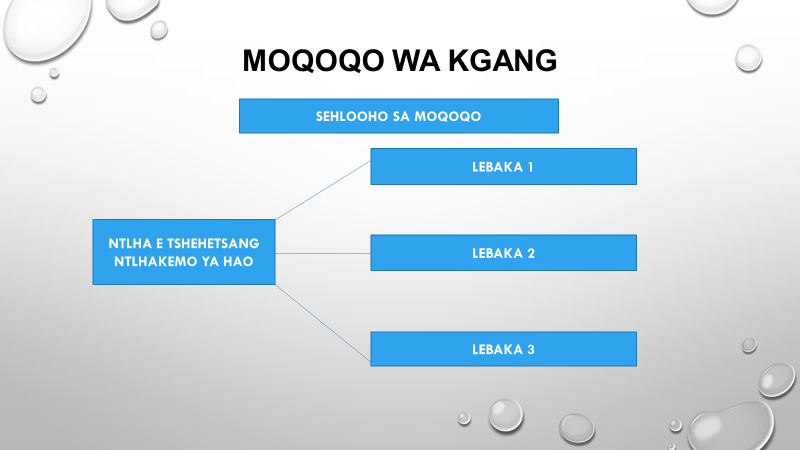 MOQOQO WA KGANG
SEHLOOHO SA MOQOQO
LEBAKA 1
NTLHA E TSHEHETSANG
NTLHAKEMO YA HAO
LEBAKA 2
LEBAKA 3